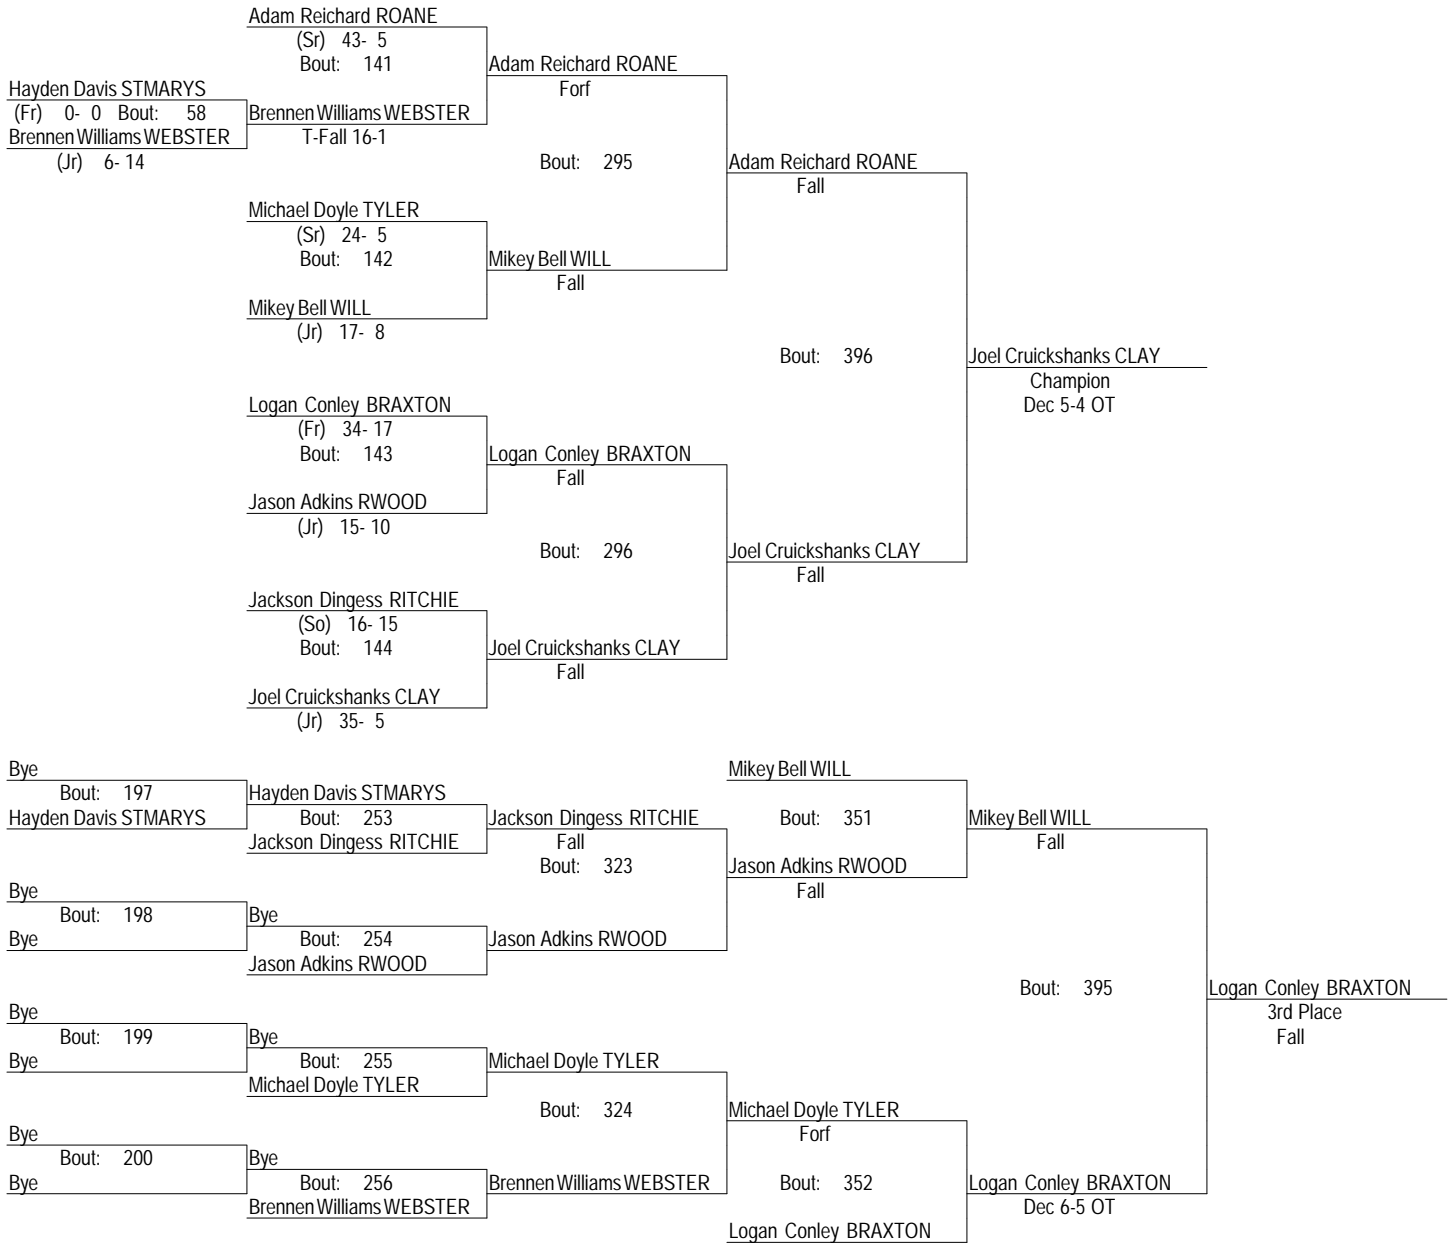 Adam Reichard ROANE
(Sr) 43- 5
Bout: 141
Adam Reichard ROANE
Forf
Hayden Davis STMARYS
(Fr) 0- 0 Bout: 58
Brennen Williams WEBSTER
T-Fall 16-1
Brennen Williams WEBSTER
(Jr) 6- 14
Bout: 295
Adam Reichard ROANE
Fall
Michael Doyle TYLER
(Sr) 24- 5
Bout: 142
Mikey Bell WILL
Fall
Mikey Bell WILL
(Jr) 17- 8
Bout: 396
Joel Cruickshanks CLAY
Champion
Dec 5-4 OT
Logan Conley BRAXTON
(Fr) 34- 17
Bout: 143
Logan Conley BRAXTON
Fall
Jason Adkins RWOOD
(Jr) 15- 10
Bout: 296
Joel Cruickshanks CLAY
Fall
Jackson Dingess RITCHIE
(So) 16- 15
Bout: 144
Joel Cruickshanks CLAY
Fall
Joel Cruickshanks CLAY
(Jr) 35- 5
Bye
Bout: 197
Hayden Davis STMARYS
Hayden Davis STMARYS
Bout: 253
Jackson Dingess RITCHIE
Jackson Dingess RITCHIE
Fall
Bout: 323
Mikey Bell WILL
Bout: 351
Jason Adkins RWOOD
Fall
Mikey Bell WILL
Fall
Bye
Bout: 198
Bye
Bye
Bout: 254
Jason Adkins RWOOD
Jason Adkins RWOOD
Bout: 395
Logan Conley BRAXTON
3rd Place
Fall
Bye
Bout: 199
Bye
Bye
Bout: 255
Michael Doyle TYLER
Michael Doyle TYLER
Bout: 324
Michael Doyle TYLER
Forf
Bye
Bout: 200
Bye
Bye
Bout: 256
Brennen Williams WEBSTER
Brennen Williams WEBSTER
Bout: 352
Logan Conley BRAXTON
Logan Conley BRAXTON
Dec 6-5 OT